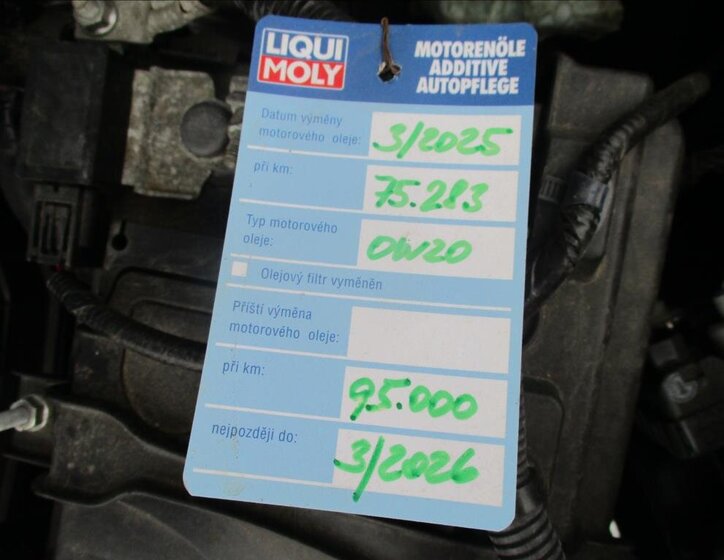 LIQUI
MOLY
MOTORENÖLE
ADDITIVE
AUTOPFLEGE
Datum výměny
motorového oleje: 3/2025
při km: 75.283
Typ motorového
oleje: 0W20
Olejový filtr vyměněn
Příští výměna
motorového oleje:
při km: 95.000
nejpozději do: 3/2026